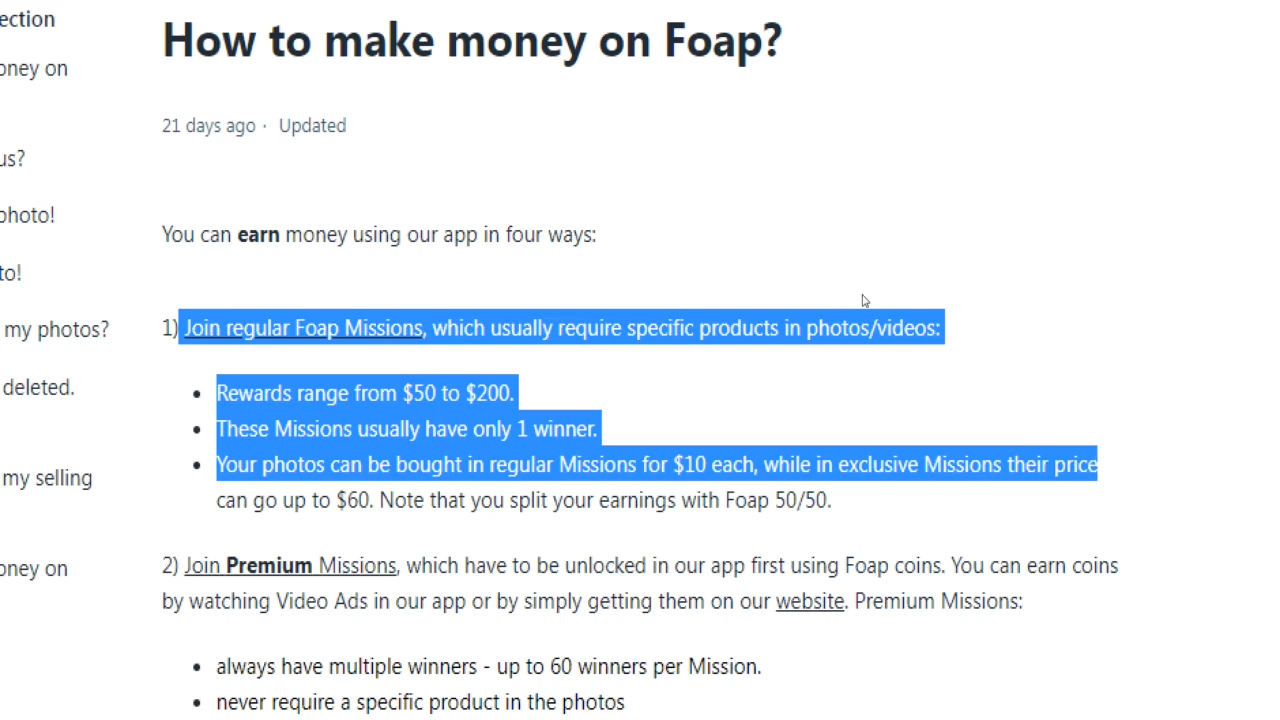 ection
How to make money on Foap?
oney on
21 days ago · Updated
us?
photo!
You can earn money using our app in four ways:
to!
1) Join regular Foap Missions, which usually require specific products in photos/videos:
my photos?
deleted.
• Rewards range from $50 to $200.
• These Missions usually have only 1 winner.
• Your photos can be bought in regular Missions for $10 each, while in exclusive Missions their price
my selling
can go up to $60. Note that you split your earnings with Foap 50/50.
oney on
2) Join Premium Missions, which have to be unlocked in our app first using Foap coins. You can earn coins
by watching Video Ads in our app or by simply getting them on our website. Premium Missions:
• always have multiple winners - up to 60 winners per Mission.
• never require a specific product in the photos